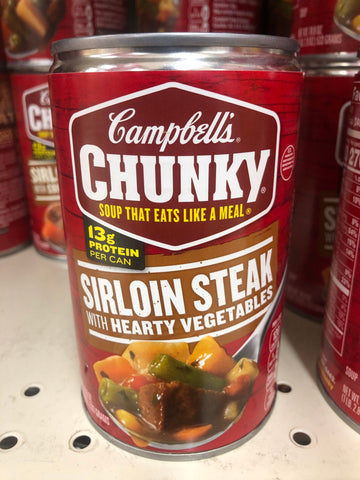 Campbell's
CHUNKY
SOUP THAT EATS LIKE A MEAL
13g
PROTEIN
PER CAN
SIRLOIN STEAK
WITH HEARTY VEGETABLES